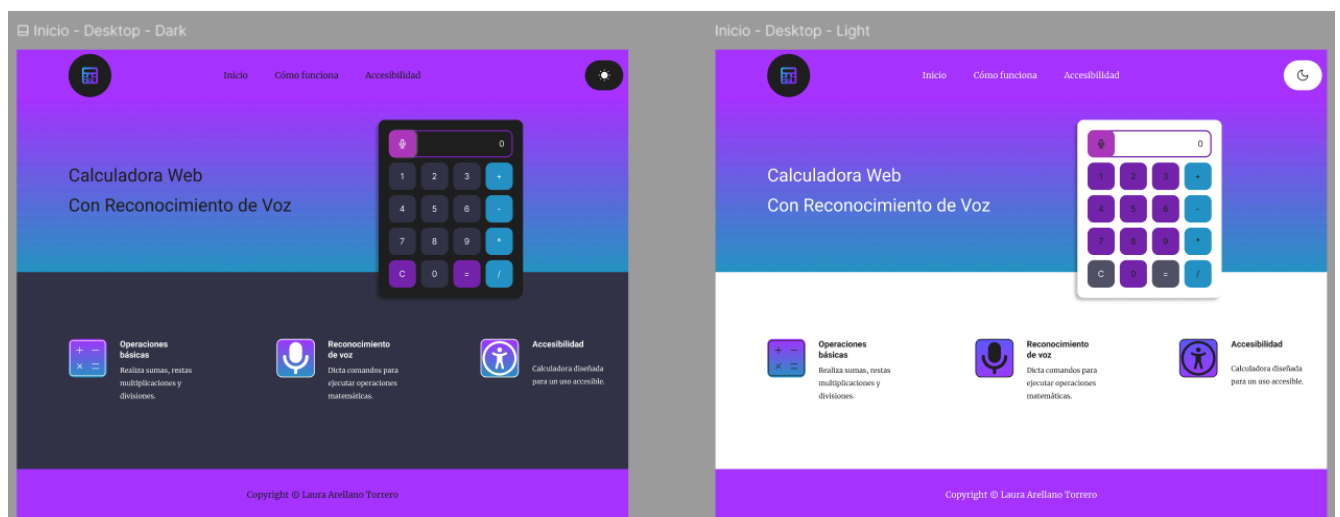 Inicio - Desktop - Dark
Inicio Cómo funciona Accesibilidad
Calculadora Web
Con Reconocimiento de Voz
0
1 2 3 +
4 5 6 -
7 8 9 *
C 0 = /
Operaciones
básicas
Realiza sumas, restas
multiplicaciones y
divisiones.
Reconocimiento
de voz
Dicta comandos para
ejecutar operaciones
matemáticas.
Accesibilidad
Calculadora diseñada
para un uso accesible.
Copyright © Laura Arellano Torrero
Inicio - Desktop - Light
Inicio Cómo funciona Accesibilidad
Calculadora Web
Con Reconocimiento de Voz
0
1 2 3 +
4 5 6 -
7 8 9 *
C 0 = /
Operaciones
básicas
Realiza sumas, restas
multiplicaciones y
divisiones.
Reconocimiento
de voz
Dicta comandos para
ejecutar operaciones
matemáticas.
Accesibilidad
Calculadora diseñada
para un uso accesible.
Copyright © Laura Arellano Torrero